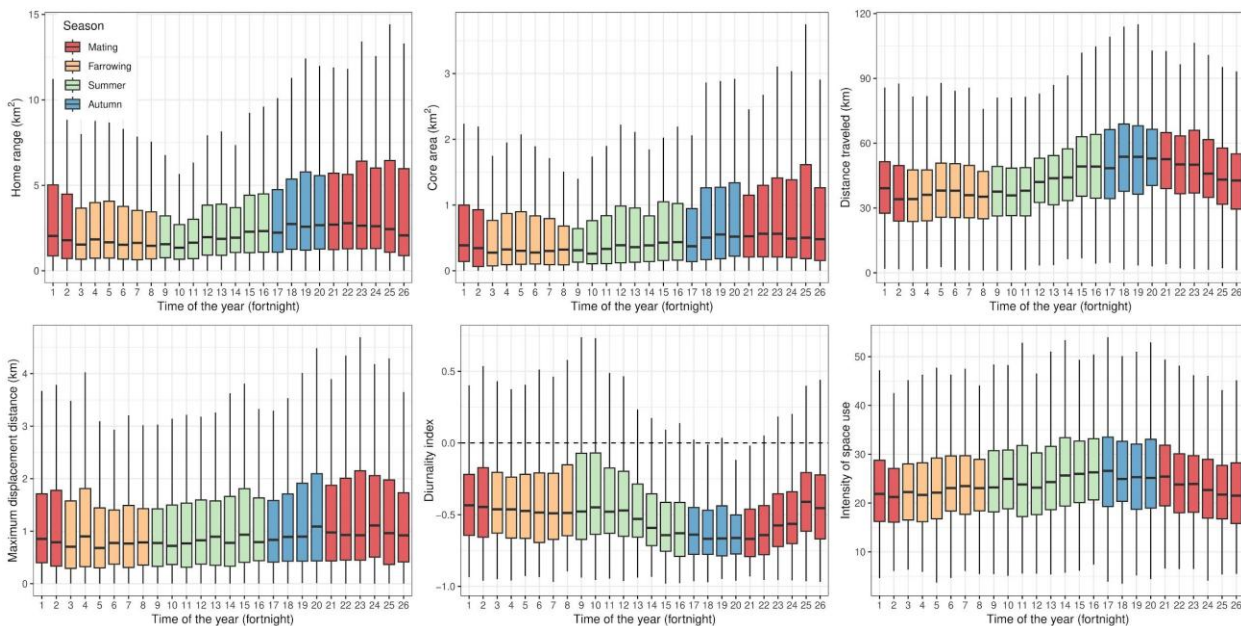 Home range (km²)
15
10
5
0
Season
Mating
Farrowing
Summer
Autumn
1 2 3 4 5 6 7 8 9 10 11 12 13 14 15 16 17 18 19 20 21 22 23 24 25 26
Time of the year (fortnight)
Core area (km²)
3
2
1
0
1 2 3 4 5 6 7 8 9 10 11 12 13 14 15 16 17 18 19 20 21 22 23 24 25 26
Time of the year (fortnight)
Distance traveled (km)
120
90
60
30
0
1 2 3 4 5 6 7 8 9 10 11 12 13 14 15 16 17 18 19 20 21 22 23 24 25 26
Time of the year (fortnight)
Maximum displacement distance (km)
4
3
2
1
0
1 2 3 4 5 6 7 8 9 10 11 12 13 14 15 16 17 18 19 20 21 22 23 24 25 26
Time of the year (fortnight)
Diurnality index
0.5
0.0
−0.5
−1.0
1 2 3 4 5 6 7 8 9 10 11 12 13 14 15 16 17 18 19 20 21 22 23 24 25 26
Time of the year (fortnight)
Intensity of space use
50
40
30
20
10
1 2 3 4 5 6 7 8 9 10 11 12 13 14 15 16 17 18 19 20 21 22 23 24 25 26
Time of the year (fortnight)